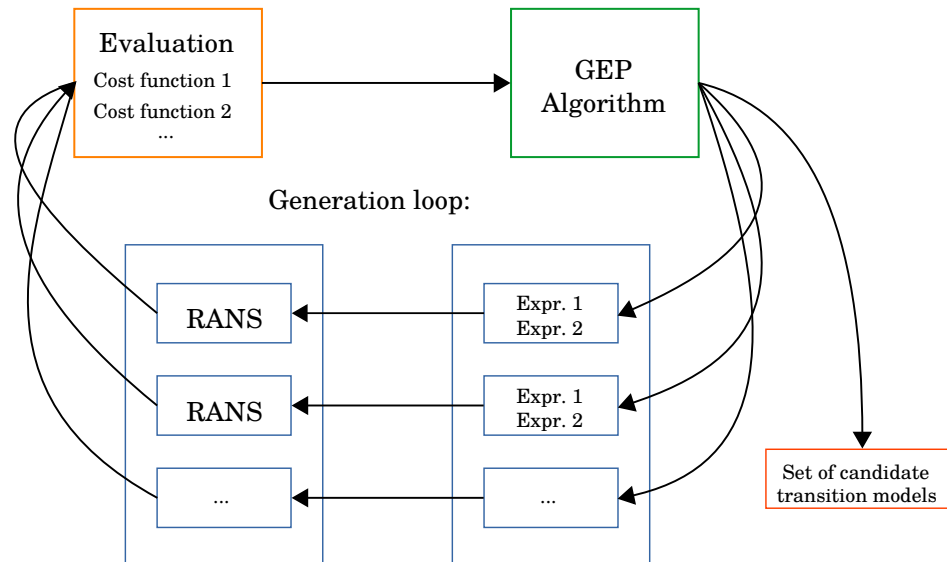 Evaluation
Cost function 1
Cost function 2
...
GEP
Algorithm
Generation loop:
RANS
Expr. 1
Expr. 2
RANS
Expr. 1
Expr. 2
...
...
Set of candidate
transition models